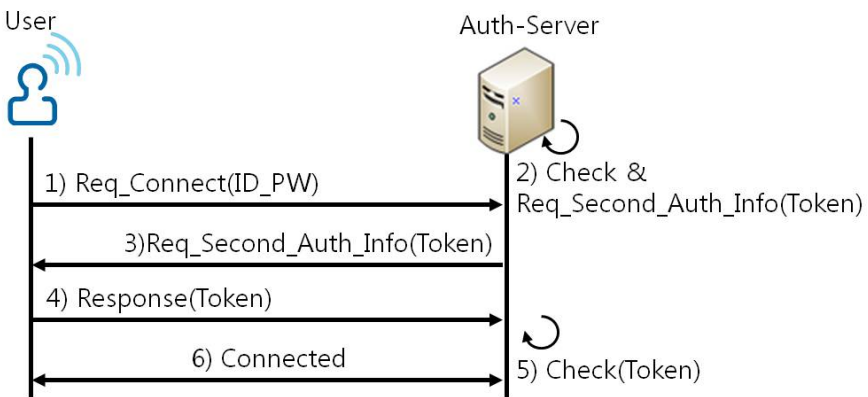 User
Auth-Server
1) Req_Connect(ID_PW)
2) Check &
Req_Second_Auth_Info(Token)
3)Req_Second_Auth_Info(Token)
4) Response(Token)
5) Check(Token)
6) Connected